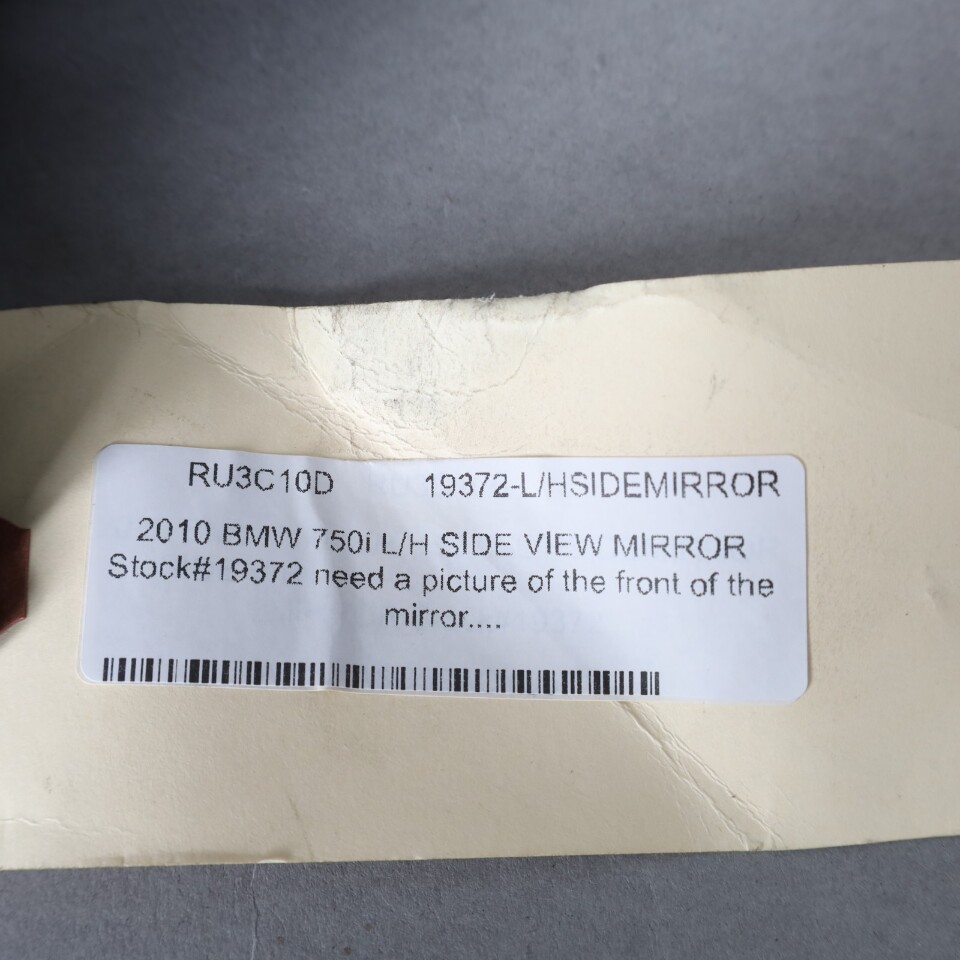 RU3C10D 19372-L/HSIDEMIRROR
2010 BMW 750i L/H SIDE VIEW MIRROR
Stock#19372 need a picture of the front of the
mirror....